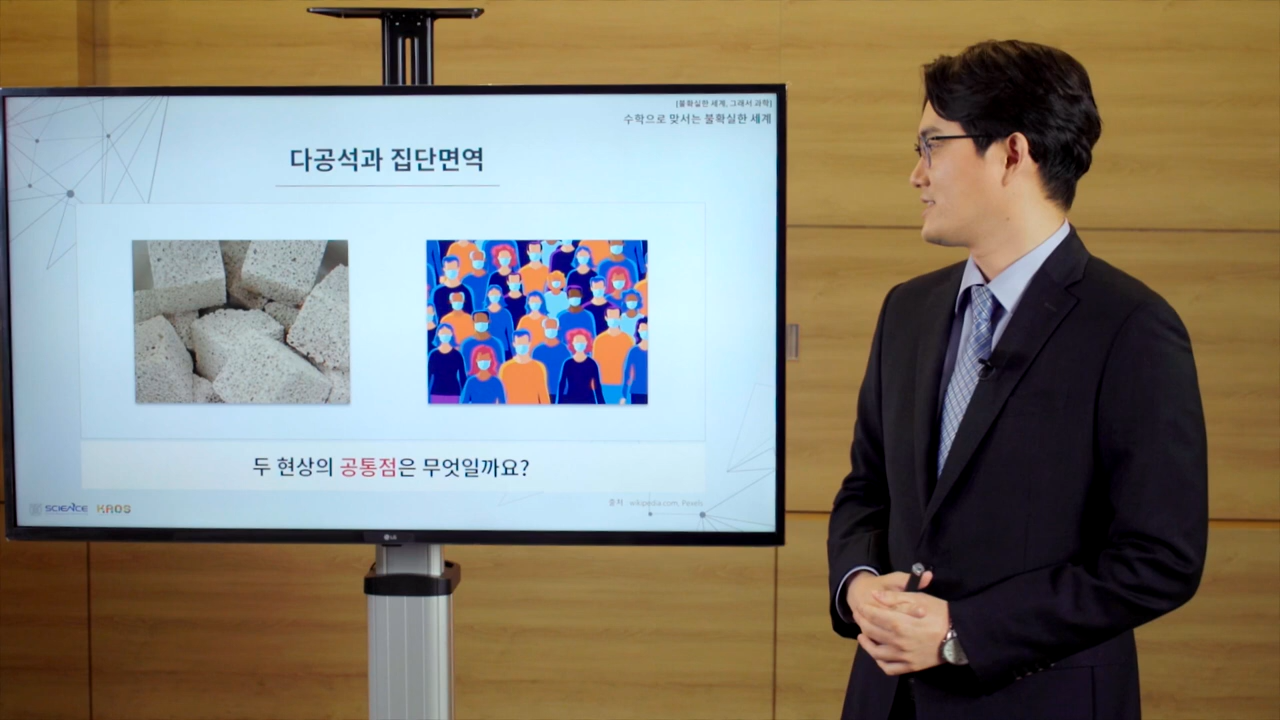 [불확실한 세계, 그래서 과학]
수학으로 맞서는 불확실한 세계
다공석과 집단면역
두 현상의 공통점은 무엇일까요?
SCIENCE KAOS
출처 : wikipedia.com, Pexels
LG